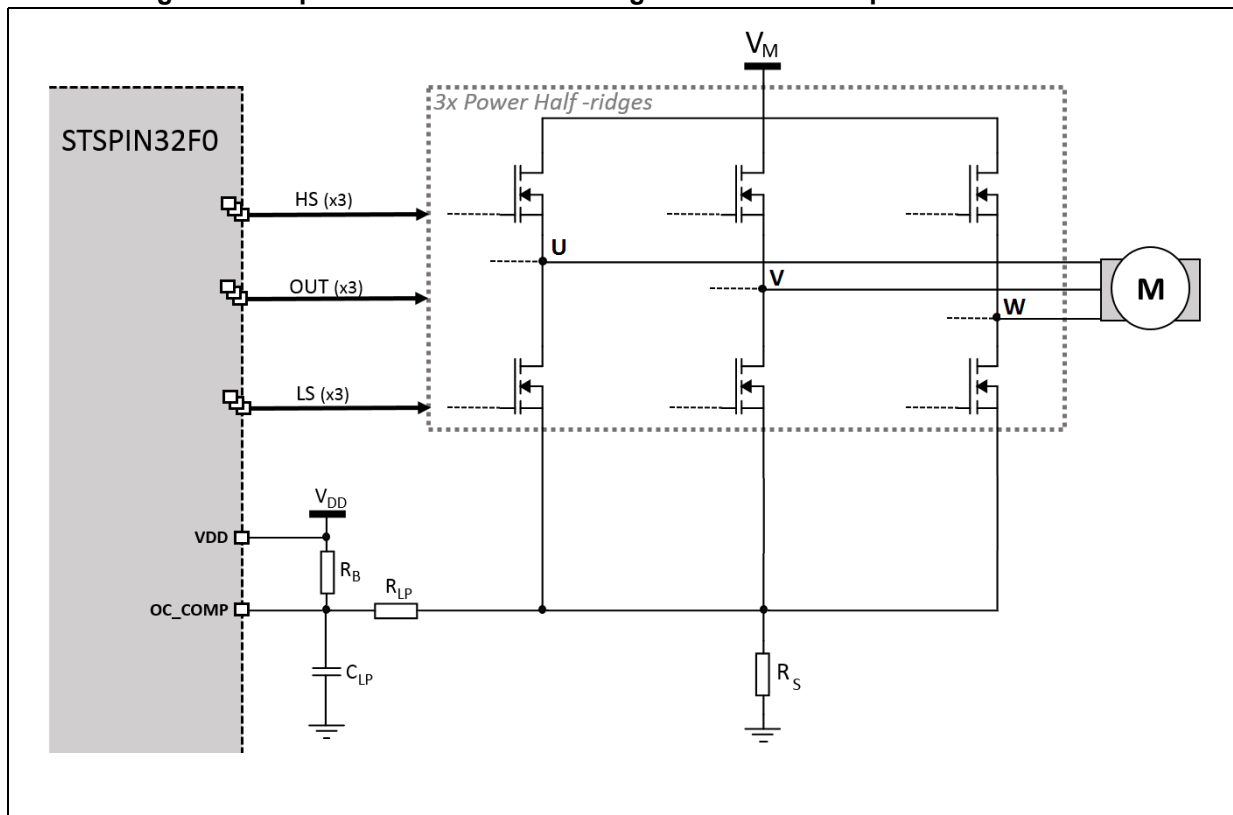 V_M
3x Power Half -ridges
STSPIN32F0
HS (x3)
U
OUT (x3)
V
M
W
LS (x3)
V_DD
VDD
R_B
R_LP
OC_COMP
C_LP
R_S